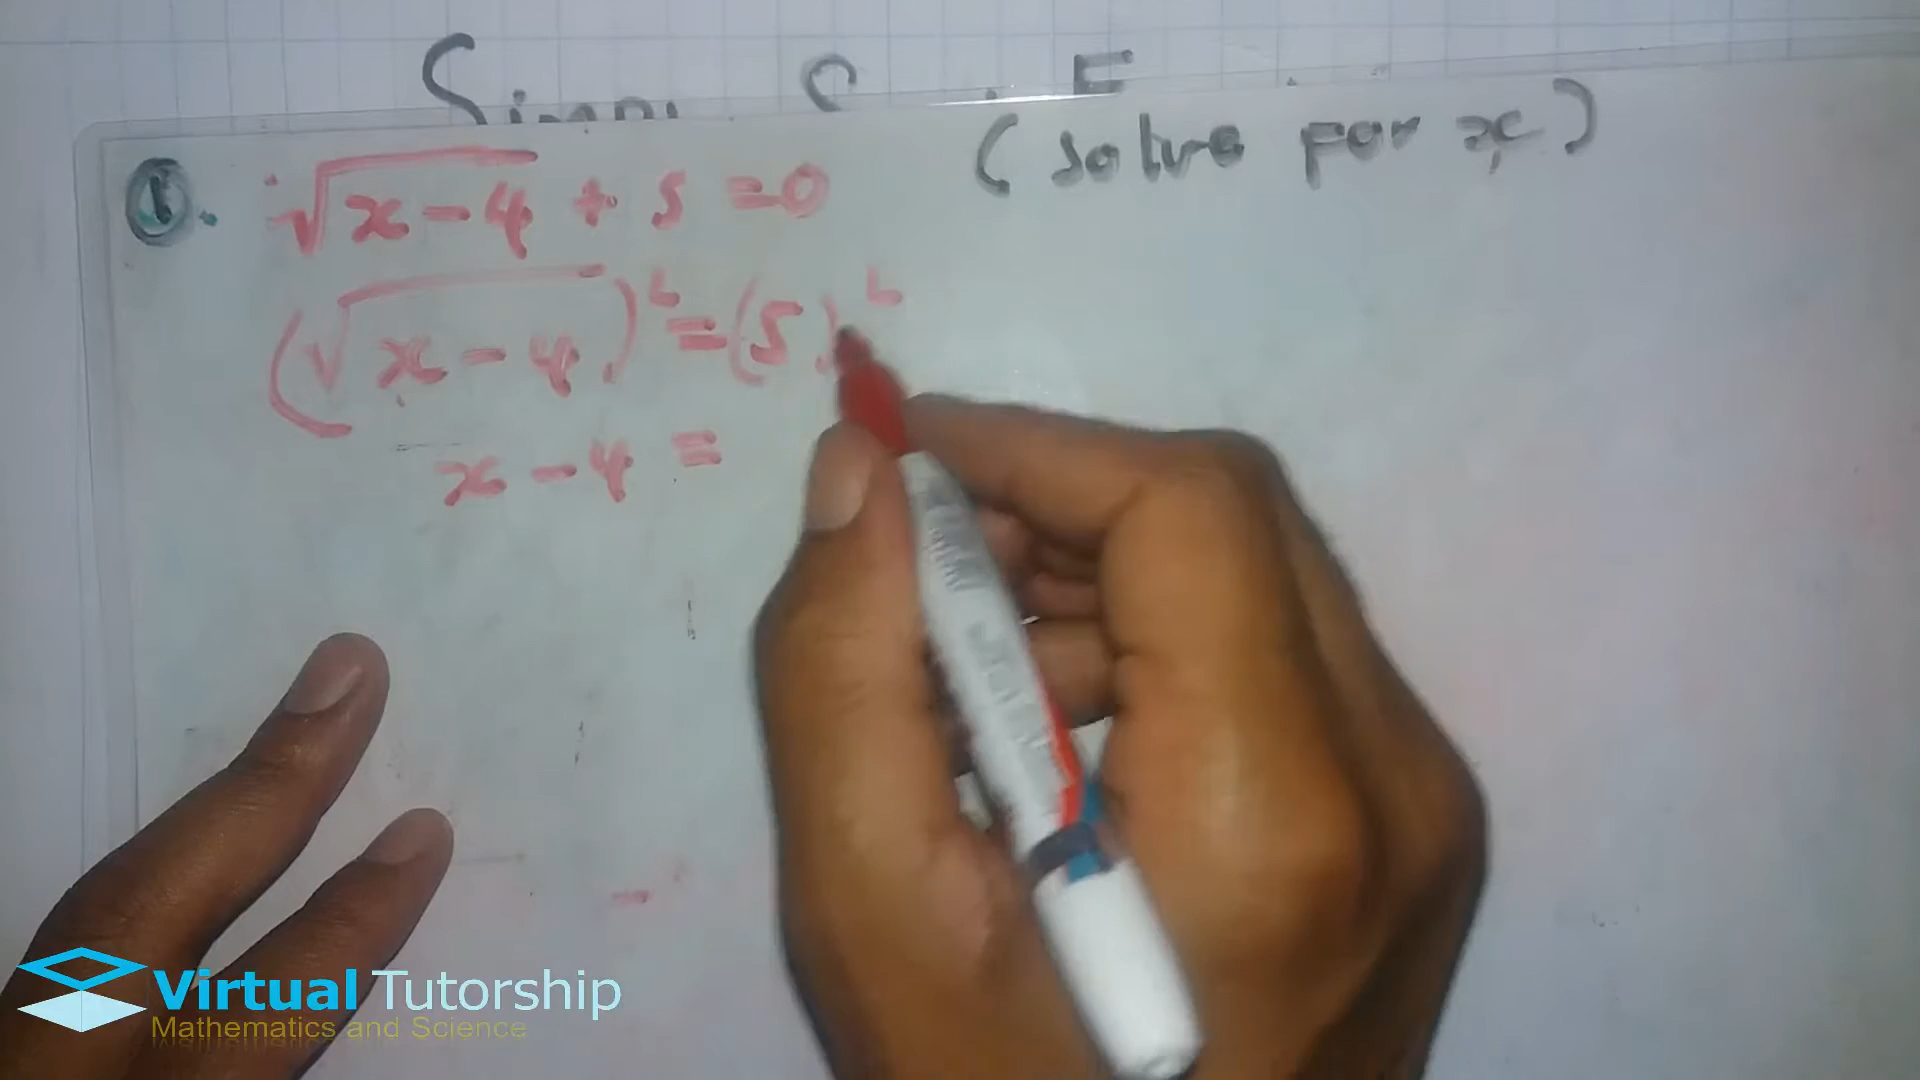 (solve for x)
①. √x-4 + 5 = 0
(√x-4)² = (5)²
x-4 =
Virtual Tutorship
Mathematics and Science